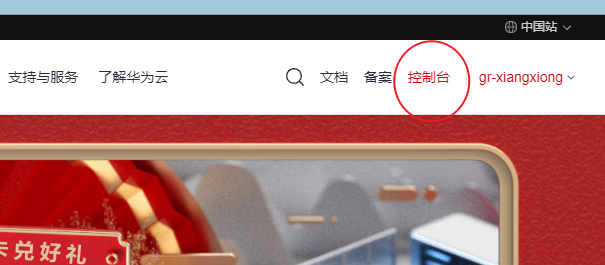 中国站
支持与服务 了解华为云 文档 备案 控制台 gr-xiangxiong
卡兑好礼